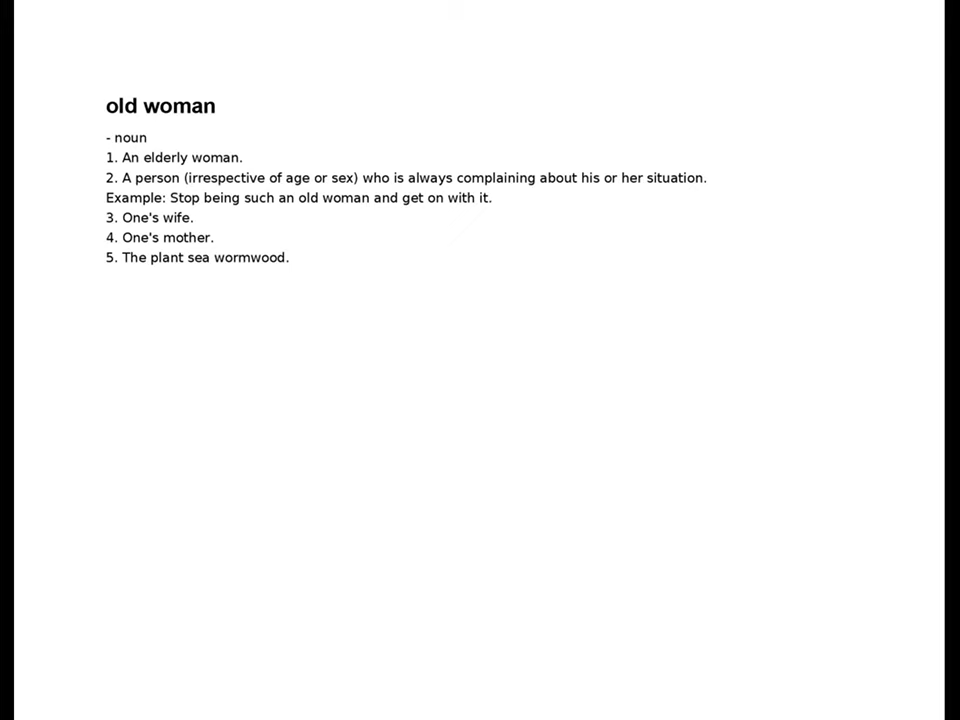 old woman
- noun
1. An elderly woman.
2. A person (irrespective of age or sex) who is always complaining about his or her situation.
Example: Stop being such an old woman and get on with it.
3. One's wife.
4. One's mother.
5. The plant sea wormwood.